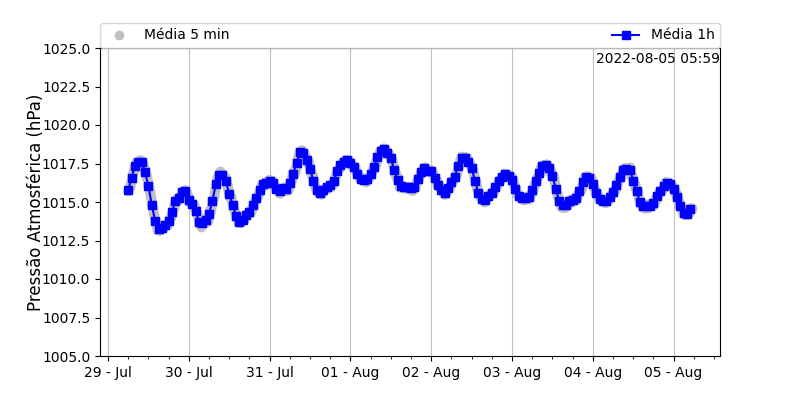 Média 5 min
Média 1h
2022-08-05 05:59
Pressão Atmosférica (hPa)
1025.0
1022.5
1020.0
1017.5
1015.0
1012.5
1010.0
1007.5
1005.0
29 - Jul
30 - Jul
31 - Jul
01 - Aug
02 - Aug
03 - Aug
04 - Aug
05 - Aug